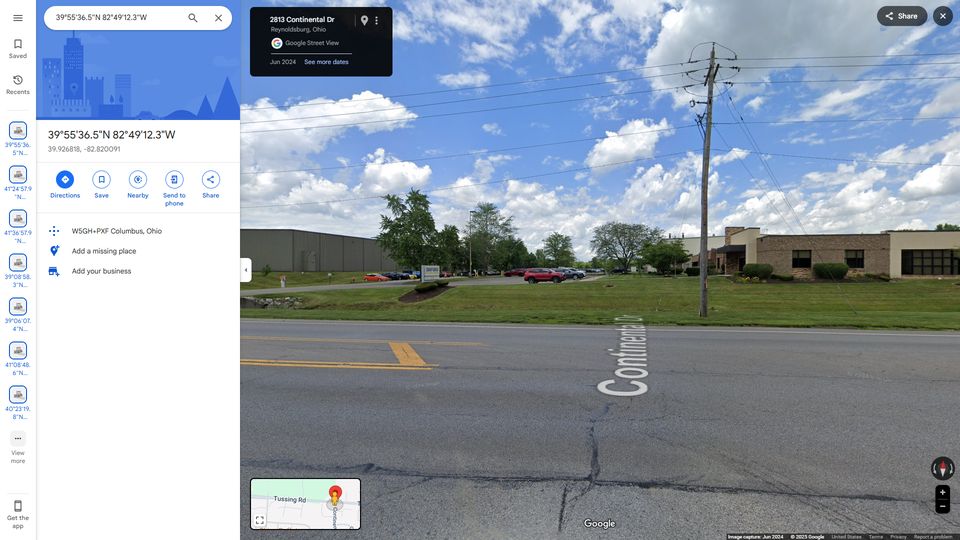 39°55'36.5"N 82°49'12.3"W
Saved
Recents
39°55'36.
5"N...
41°24'57.9
"N...
41°36'57.9
"N...
39°08'58.
3"N...
39°06'07.
4"N...
41°08'48.
6"N...
40°23'19.
8"N...
View
more
Get the
app
39°55'36.5"N 82°49'12.3"W
39.926818, -82.820091
Directions
Save
Nearby
Send to
phone
Share
W5GH+PXF Columbus, Ohio
Add a missing place
Add your business
2813 Continental Dr
Reynoldsburg, Ohio
Google Street View
Jun 2024 See more dates
Share
Continental Dr
Tussing Rd
Google
Image capture: Jun 2024 © 2025 Google United States Terms Privacy Report a problem